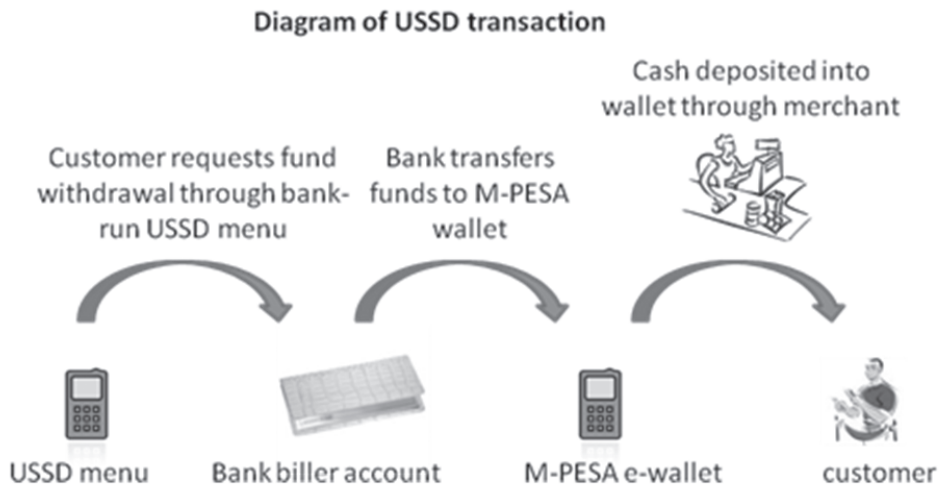 Diagram of USSD transaction
Cash deposited into
wallet through merchant
Customer requests fund
withdrawal through bank-
run USSD menu
Bank transfers
funds to M-PESA
wallet
USSD menu
Bank biller account
M-PESA e-wallet
customer